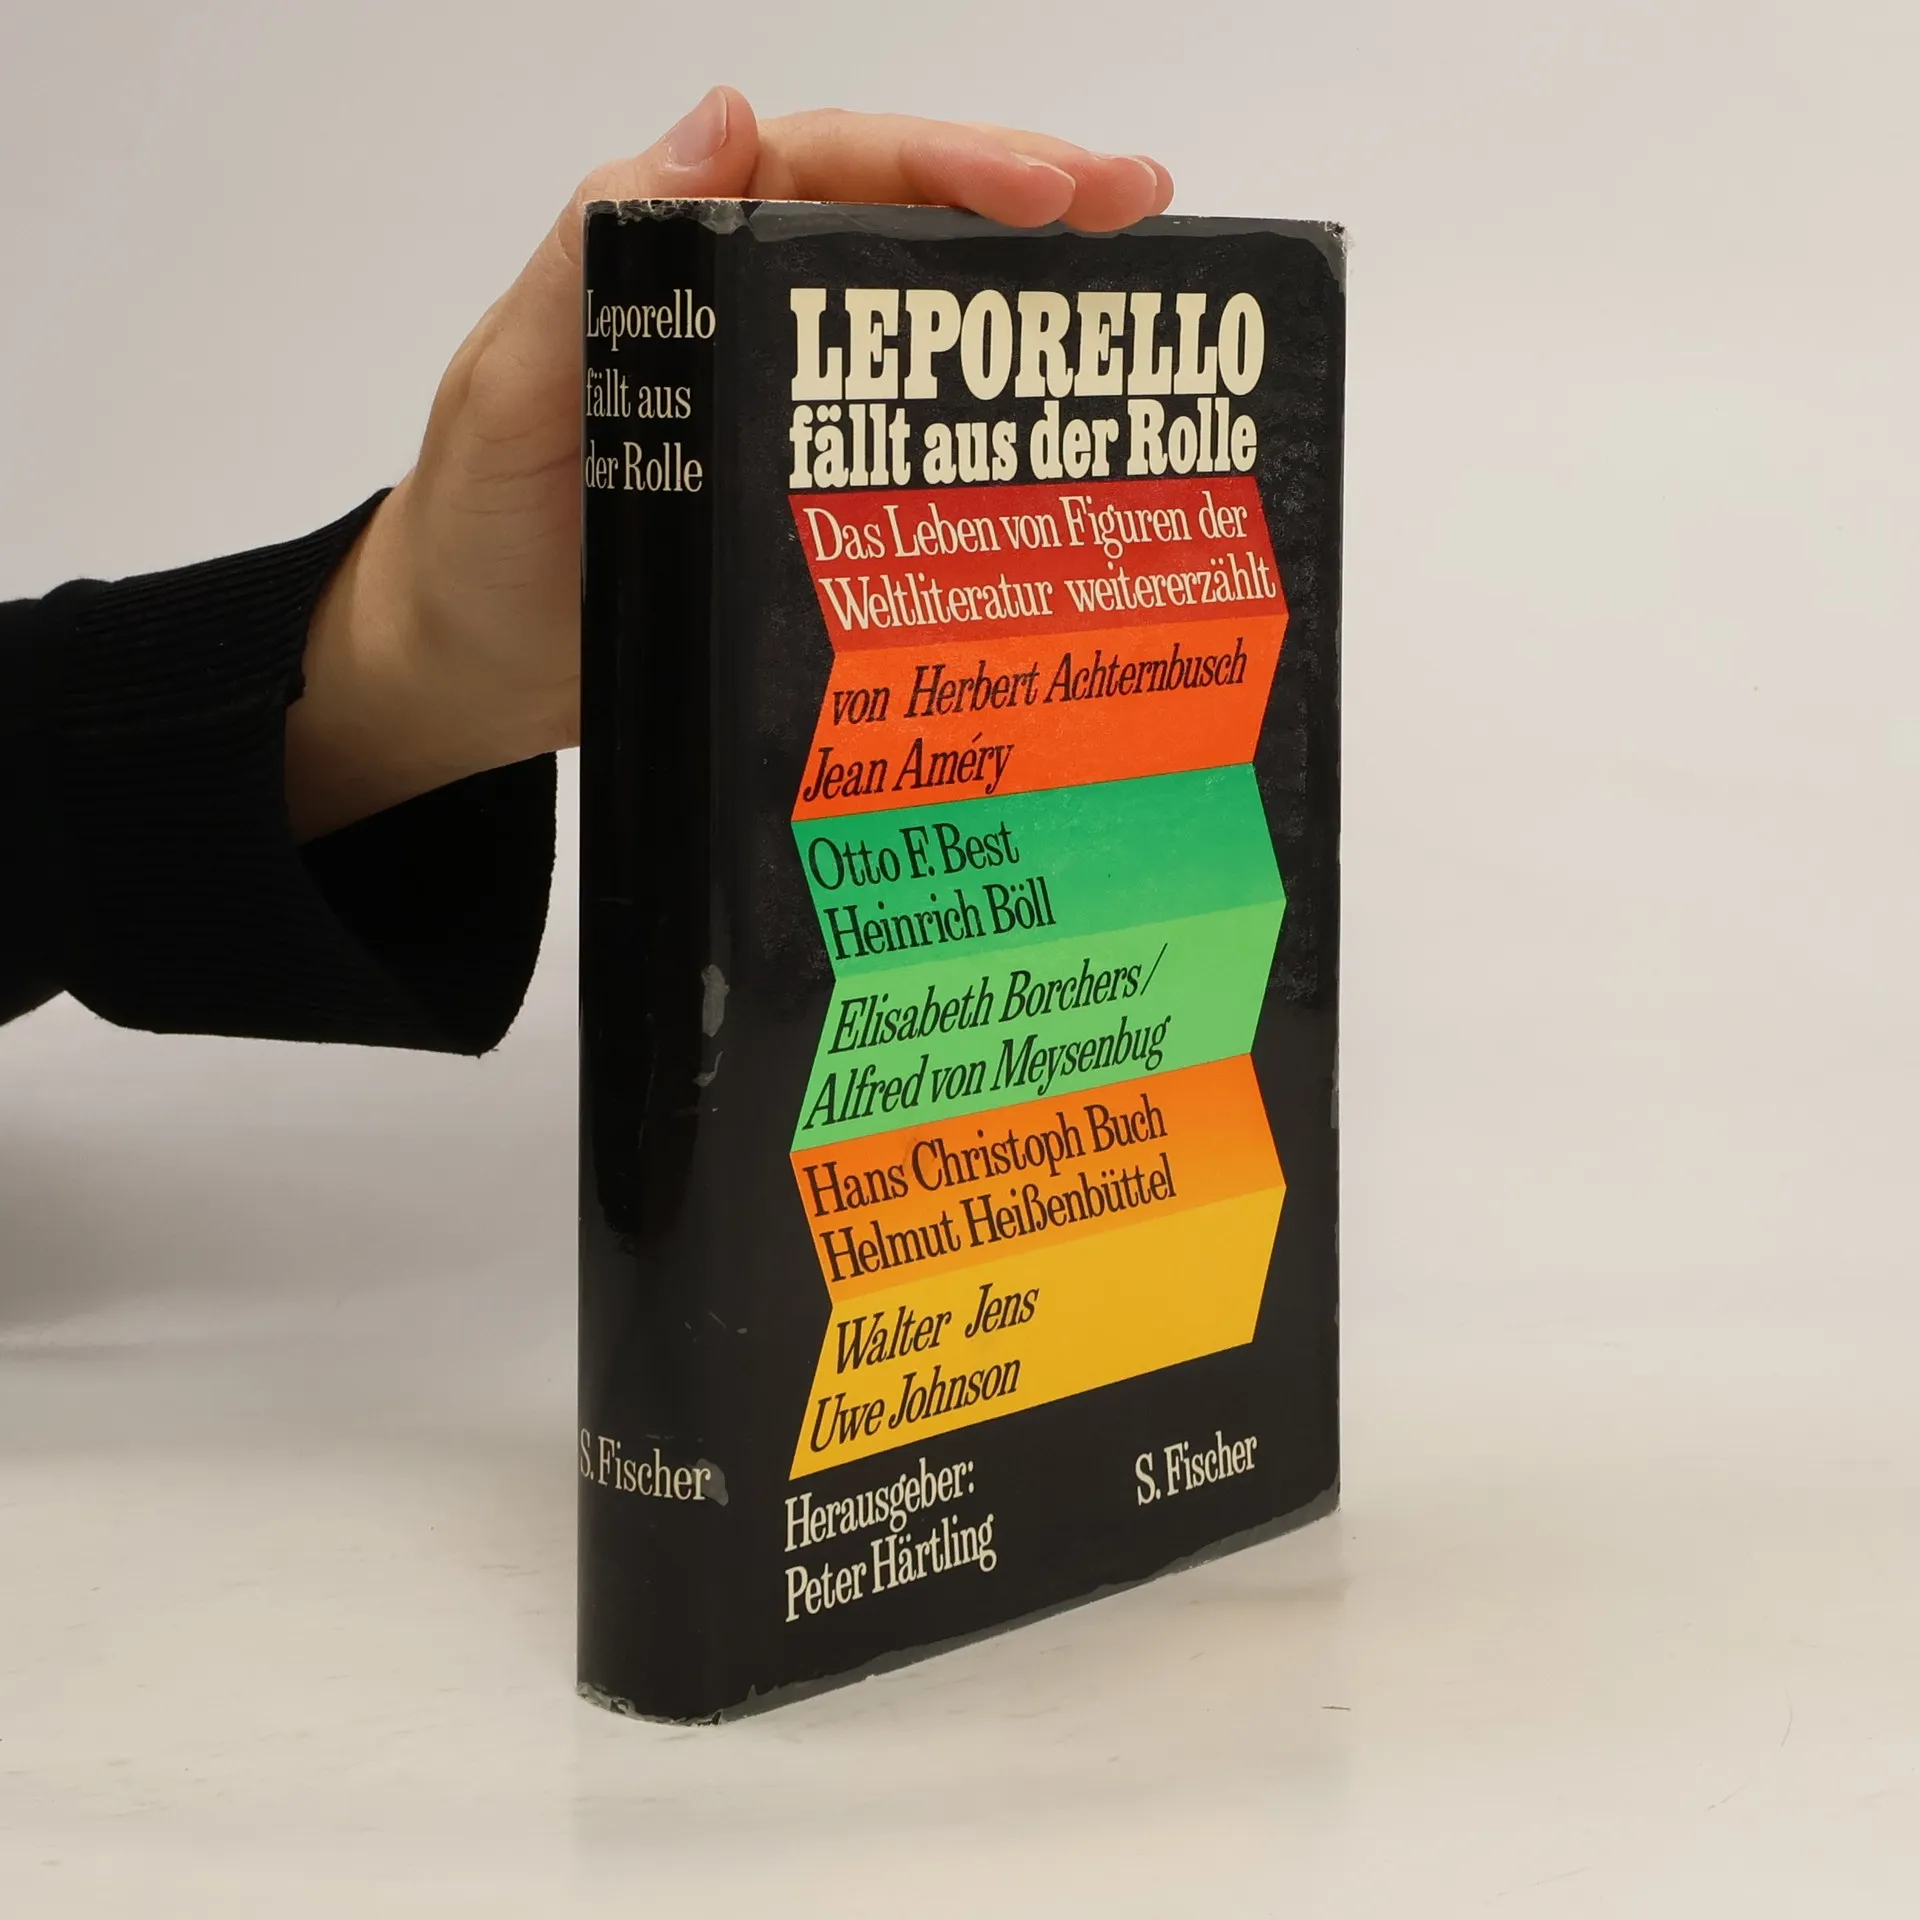 Leporello
fällt aus
der Rolle
S. Fischer
LEPORELLO
fällt aus der Rolle
Das Leben von Figuren der
Weltliteratur weitererzählt
von Herbert Achternbusch
Jean Améry
Otto F. Best
Heinrich Böll
Elisabeth Borchers/
Alfred von Meysenbug
Hans Christoph Buch
Helmut Heißenbüttel
Walter Jens
Uwe Johnson
Herausgeber:
Peter Härtling
S. Fischer